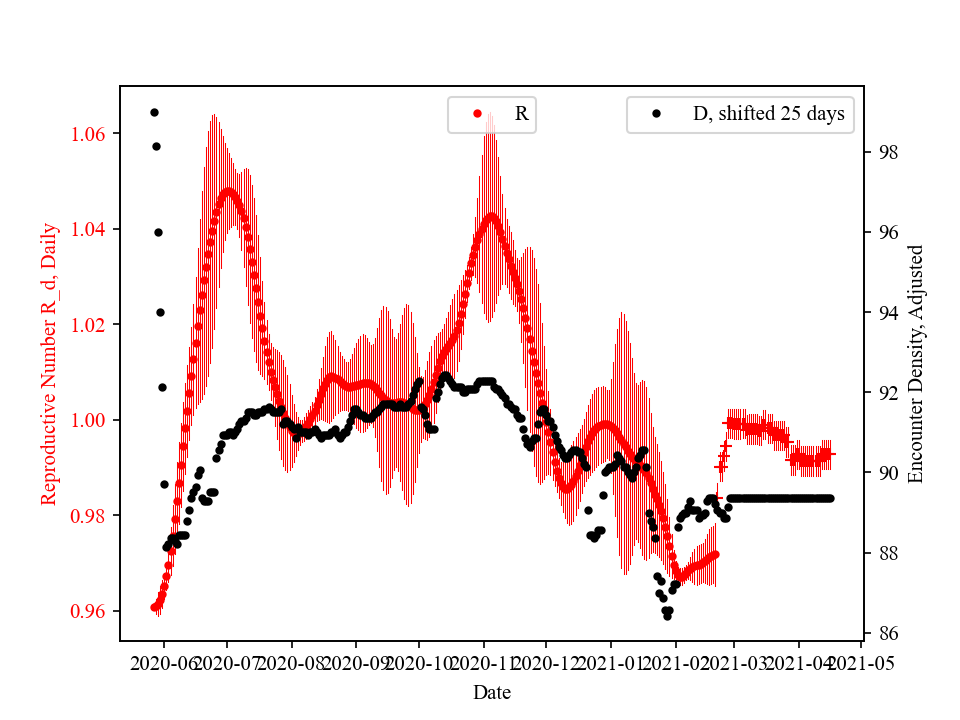 R
D, shifted 25 days
Reproductive Number R_d, Daily
1.06
1.04
1.02
1.00
0.98
0.96
98
96
94
92
90
88
86
Encounter Density, Adjusted
2020-06 2020-07 2020-08 2020-09 2020-10 2020-11 2020-12 2021-01 2021-02 2021-03 2021-04 2021-05
Date